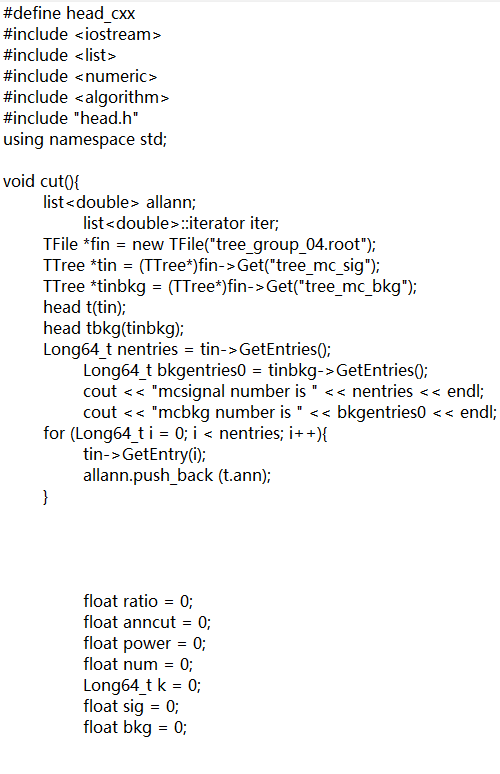 #define head_cxx
#include <iostream>
#include <list>
#include <numeric>
#include <algorithm>
#include "head.h"
using namespace std;
void cut(){
list<double> allann;
list<double>::iterator iter;
TFile *fin = new TFile("tree_group_04.root");
TTree *tin = (TTree*)fin->Get("tree_mc_sig");
TTree *tinbkg = (TTree*)fin->Get("tree_mc_bkg");
head t(tin);
head tbkg(tinbkg);
Long64_t nentries = tin->GetEntries();
Long64_t bkgentries0 = tinbkg->GetEntries();
cout << "mcsignal number is " << nentries << endl;
cout << "mcbkg number is " << bkgentries0 << endl;
for (Long64_t i = 0; i < nentries; i++){
tin->GetEntry(i);
allann.push_back (t.ann);
}
float ratio = 0;
float anncut = 0;
float power = 0;
float num = 0;
Long64_t k = 0;
float sig = 0;
float bkg = 0;